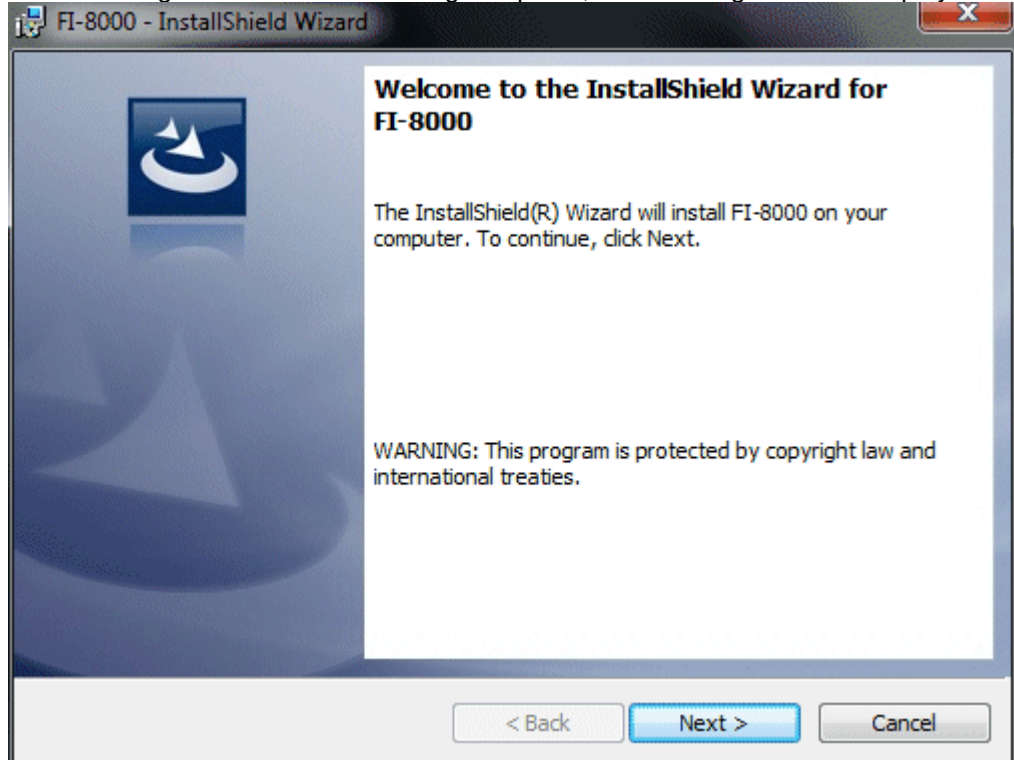 FI-8000 - InstallShield Wizard
Welcome to the InstallShield Wizard for
FI-8000
The InstallShield(R) Wizard will install FI-8000 on your
computer. To continue, click Next.
WARNING: This program is protected by copyright law and
international treaties.
< Back
Next >
Cancel